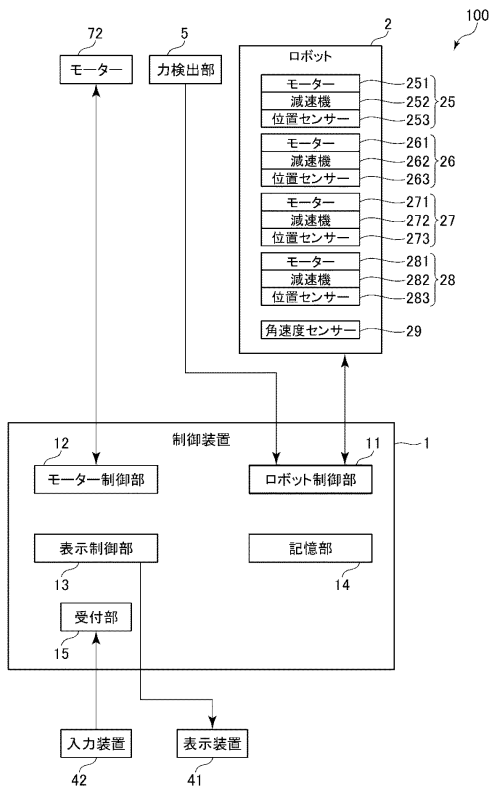 100
72
モーター
5
力検出部
2
ロボット
モーター 251
減速機 252 25
位置センサー 253
モーター 261
減速機 262 26
位置センサー 263
モーター 271
減速機 272 27
位置センサー 273
モーター 281
減速機 282 28
位置センサー 283
角速度センサー 29
制御装置
1
12
モーター制御部
11
ロボット制御部
表示制御部
13
記憶部
14
受付部
15
入力装置
42
表示装置
41